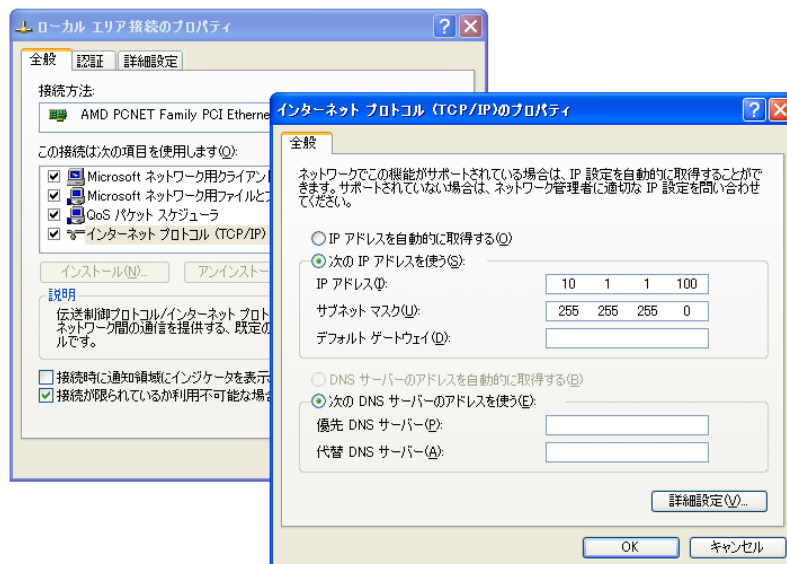 ローカル エリア接続のプロパティ
全般
認証
詳細設定
接続方法:
AMD PCNET Family PCI Etherne
この接続は次の項目を使用します(O):
Microsoft ネットワーク用クライアン
Microsoft ネットワーク用ファイルと
QoS パケット スケジューラ
インターネット プロトコル (TCP/IP)
インストール(N)...
アンインストー
説明
伝送制御プロトコル/インターネット プロト
ネットワーク間の通信を提供する、既定の
ルです。
接続時に通知領域にインジケータを表示
接続が限られているか利用不可能な場合
インターネット プロトコル (TCP/IP)のプロパティ
全般
ネットワークでこの機能がサポートされている場合は、IP 設定を自動的に取得することがで
きます。サポートされていない場合は、ネットワーク管理者に適切な IP 設定を問い合わせ
てください。
IP アドレスを自動的に取得する(O)
次の IP アドレスを使う(S):
IP アドレス(I): 10 1 1 100
サブネット マスク(U): 255 255 255 0
デフォルト ゲートウェイ(D):
DNS サーバーのアドレスを自動的に取得する(B)
次の DNS サーバーのアドレスを使う(E):
優先 DNS サーバー(P):
代替 DNS サーバー(A):
詳細設定(V)...
OK
キャンセル